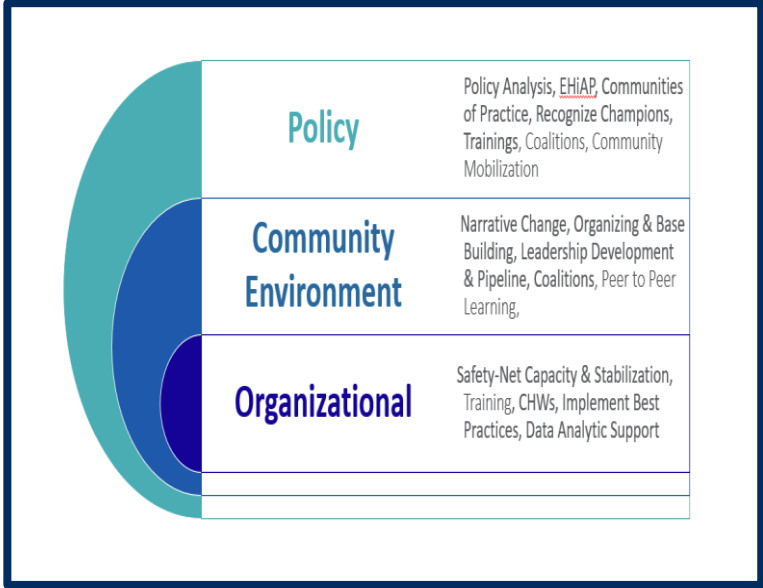 Policy
Policy Analysis, EHiAP, Communities
of Practice, Recognize Champions,
Trainings, Coalitions, Community
Mobilization
Community
Environment
Narrative Change, Organizing & Base
Building, Leadership Development
& Pipeline, Coalitions, Peer to Peer
Learning,
Organizational
Safety-Net Capacity & Stabilization,
Training, CHWs, Implement Best
Practices, Data Analytic Support